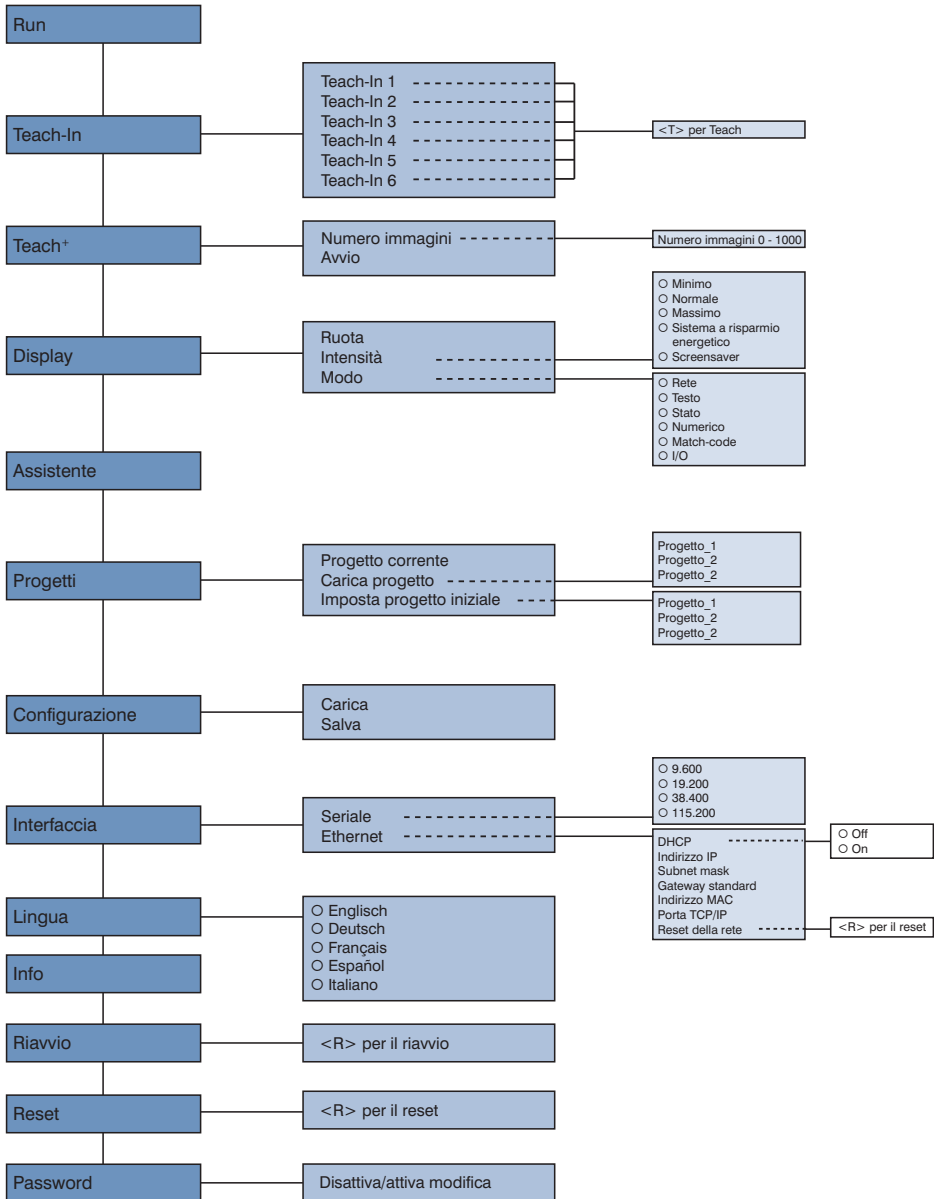 Run
Teach-In
Teach-In 1
Teach-In 2
Teach-In 3
Teach-In 4
Teach-In 5
Teach-In 6
<T> per Teach
Teach+
Numero immagini
Avvio
Numero immagini 0 - 1000
Display
Ruota
Intensità
Modo
Minimo
Normale
Massimo
Sistema a risparmio
energetico
Screensaver
Rete
Testo
Stato
Numerico
Match-code
I/O
Assistente
Progetti
Progetto corrente
Carica progetto
Imposta progetto iniziale
Progetto_1
Progetto_2
Progetto_2
Progetto_1
Progetto_2
Progetto_2
Configurazione
Carica
Salva
Interfaccia
Seriale
Ethernet
9.600
19.200
38.400
115.200
DHCP
Indirizzo IP
Subnet mask
Gateway standard
Indirizzo MAC
Porta TCP/IP
Reset della rete
Off
On
<R> per il reset
Lingua
Englisch
Deutsch
Français
Español
Italiano
Info
Riavvio
<R> per il riavvio
Reset
<R> per il reset
Password
Disattiva/attiva modifica